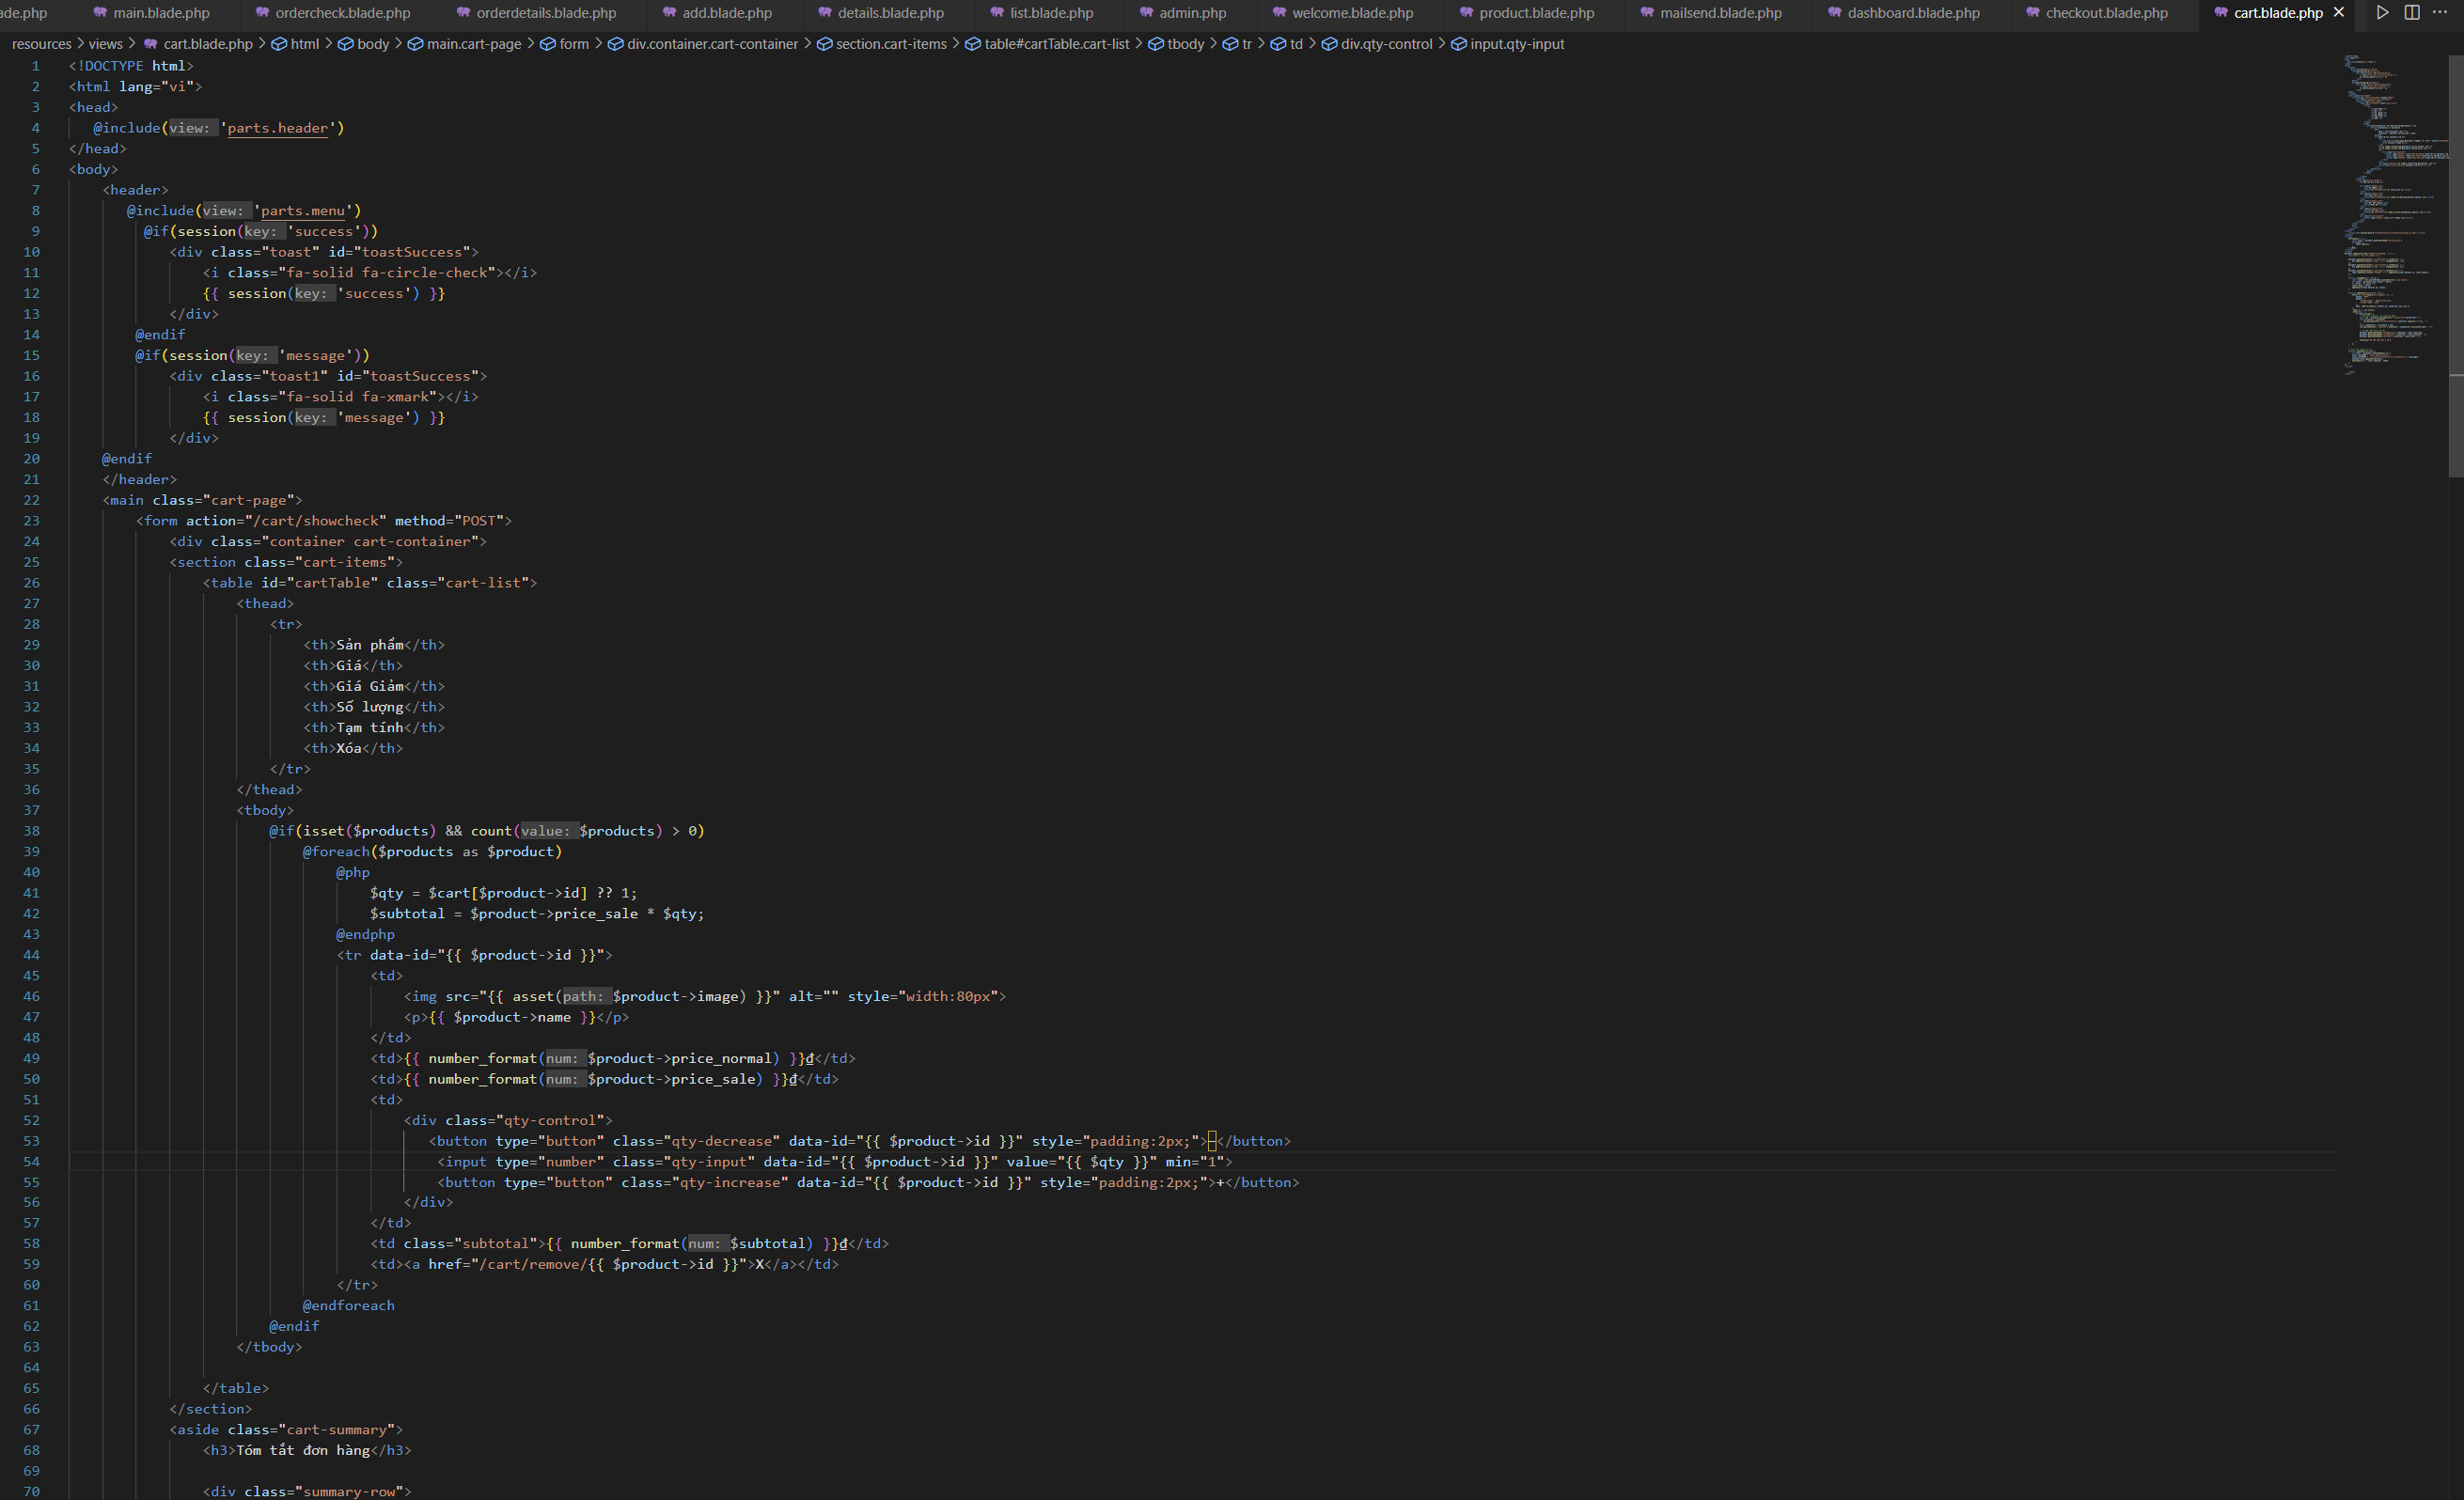 ade.php main.blade.php ordercheck.blade.php orderdetails.blade.php add.blade.php details.blade.php list.blade.php admin.php welcome.blade.php product.blade.php mailsend.blade.php dashboard.blade.php checkout.blade.php cart.blade.php
resources > views > cart.blade.php > html > body > main.cart-page > form > div.container.cart-container > section.cart-items > table#cartTable.cart-list > tbody > tr > td > div.qty-control > input.qty-input
1 <!DOCTYPE html>
2 <html lang="vi">
3 <head>
4 @include(view: 'parts.header')
5 </head>
6 <body>
7 <header>
8 @include(view: 'parts.menu')
9 @if(session(key: 'success'))
10 <div class="toast" id="toastSuccess">
11 <i class="fa-solid fa-circle-check"></i>
12 {{ session(key: 'success') }}
13 </div>
14 @endif
15 @if(session(key: 'message'))
16 <div class="toast1" id="toastSuccess">
17 <i class="fa-solid fa-xmark"></i>
18 {{ session(key: 'message') }}
19 </div>
20 @endif
21 </header>
22 <main class="cart-page">
23 <form action="/cart/showcheck" method="POST">
24 <div class="container cart-container">
25 <section class="cart-items">
26 <table id="cartTable" class="cart-list">
27 <thead>
28 <tr>
29 <th>Sản phẩm</th>
30 <th>Giá</th>
31 <th>Giá Giảm</th>
32 <th>Số lượng</th>
33 <th>Tạm tính</th>
34 <th>Xóa</th>
35 </tr>
36 </thead>
37 <tbody>
38 @if(isset($products) && count(value: $products) > 0)
39 @foreach($products as $product)
40 @php
41 $qty = $cart[$product->id] ?? 1;
42 $subtotal = $product->price_sale * $qty;
43 @endphp
44 <tr data-id="{{ $product->id }}">
45 <td>
46 <img src="{{ asset(path: $product->image) }}" alt="" style="width:80px">
47 <p>{{ $product->name }}</p>
48 </td>
49 <td>{{ number_format(num: $product->price_normal) }}₫</td>
50 <td>{{ number_format(num: $product->price_sale) }}₫</td>
51 <td>
52 <div class="qty-control">
53 <button type="button" class="qty-decrease" data-id="{{ $product->id }}" style="padding:2px;">−</button>
54 <input type="number" class="qty-input" data-id="{{ $product->id }}" value="{{ $qty }}" min="1">
55 <button type="button" class="qty-increase" data-id="{{ $product->id }}" style="padding:2px;">+</button>
56 </div>
57 </td>
58 <td class="subtotal">{{ number_format(num: $subtotal) }}₫</td>
59 <td><a href="/cart/remove/{{ $product->id }}">X</a></td>
60 </tr>
61 @endforeach
62 @endif
63 </tbody>
64
65 </table>
66 </section>
67 <aside class="cart-summary">
68 <h3>Tóm tắt đơn hàng</h3>
69
70 <div class="summary-row">